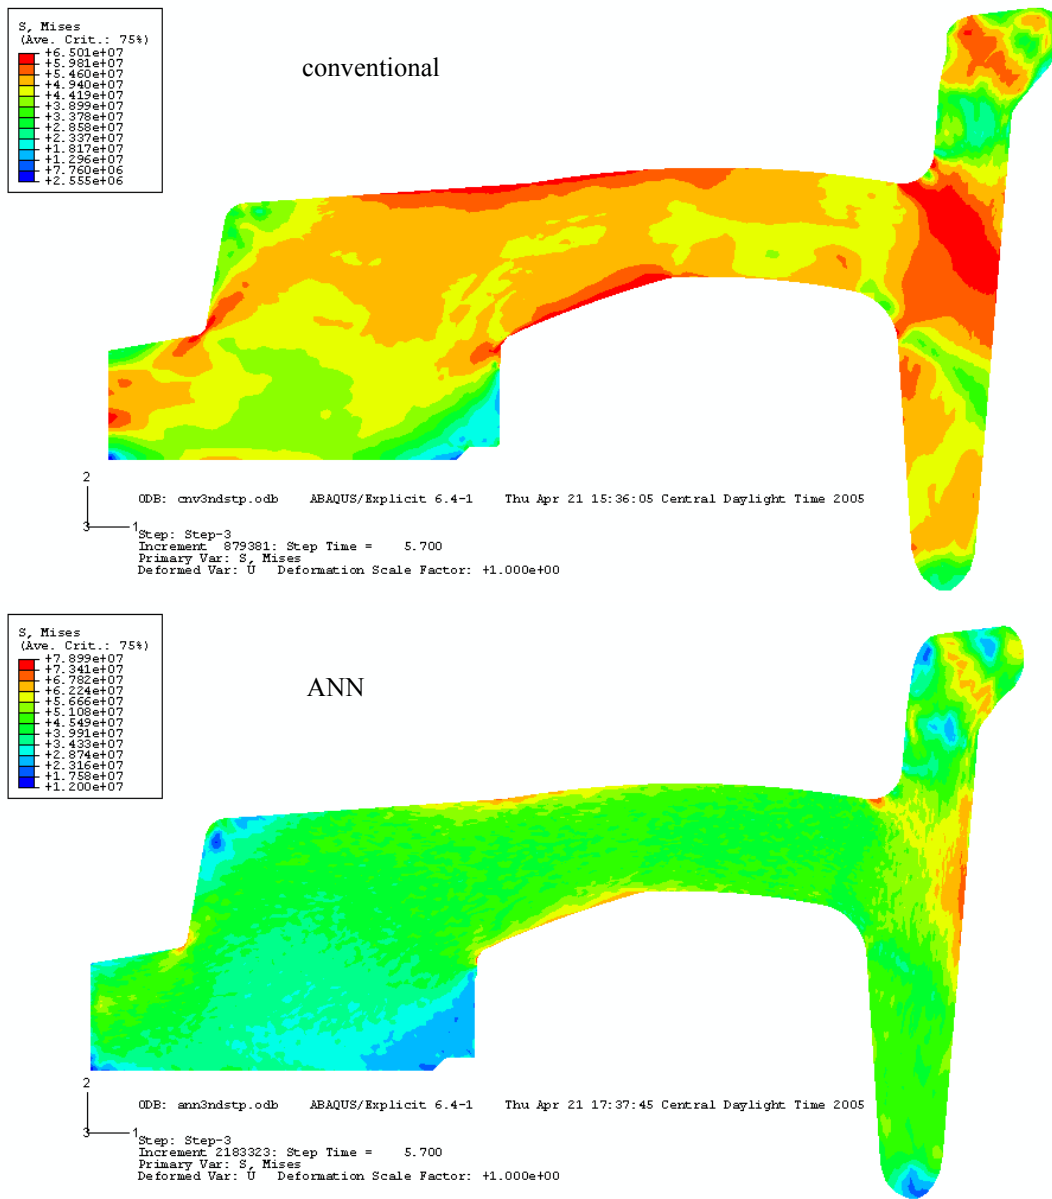 S, Mises
(Ave. Crit.: 75%)
+6.501e+07
+5.981e+07
+5.460e+07
+4.940e+07
+4.419e+07
+3.899e+07
+3.378e+07
+2.858e+07
+2.337e+07
+1.817e+07
+1.296e+07
+7.760e+06
+2.555e+06
conventional
2
3
1
ODB: cnv3ndstp.odb ABAQUS/Explicit 6.4-1 Thu Apr 21 15:36:05 Central Daylight Time 2005
Step: Step-3
Increment 879381: Step Time = 5.700
Primary Var: S, Mises
Deformed Var: U Deformation Scale Factor: +1.000e+00
S, Mises
(Ave. Crit.: 75%)
+7.899e+07
+7.341e+07
+6.782e+07
+6.224e+07
+5.666e+07
+5.108e+07
+4.549e+07
+3.991e+07
+3.433e+07
+2.874e+07
+2.316e+07
+1.758e+07
+1.200e+07
ANN
2
3
1
ODB: ann3ndstp.odb ABAQUS/Explicit 6.4-1 Thu Apr 21 17:37:45 Central Daylight Time 2005
Step: Step-3
Increment 2183323: Step Time = 5.700
Primary Var: S, Mises
Deformed Var: U Deformation Scale Factor: +1.000e+00